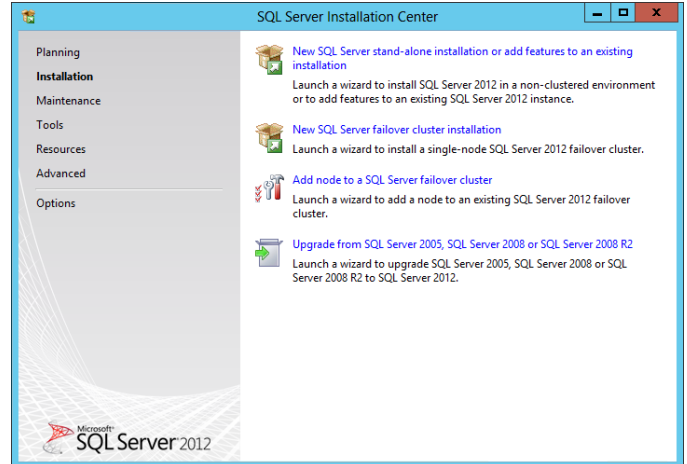 SQL Server Installation Center
Planning
Installation
Maintenance
Tools
Resources
Advanced
Options
New SQL Server stand-alone installation or add features to an existing
installation
Launch a wizard to install SQL Server 2012 in a non-clustered environment
or to add features to an existing SQL Server 2012 instance.
New SQL Server failover cluster installation
Launch a wizard to install a single-node SQL Server 2012 failover cluster.
Add node to a SQL Server failover cluster
Launch a wizard to add a node to an existing SQL Server 2012 failover
cluster.
Upgrade from SQL Server 2005, SQL Server 2008 or SQL Server 2008 R2
Launch a wizard to upgrade SQL Server 2005, SQL Server 2008 or SQL
Server 2008 R2 to SQL Server 2012.
Microsoft®
SQL Server 2012